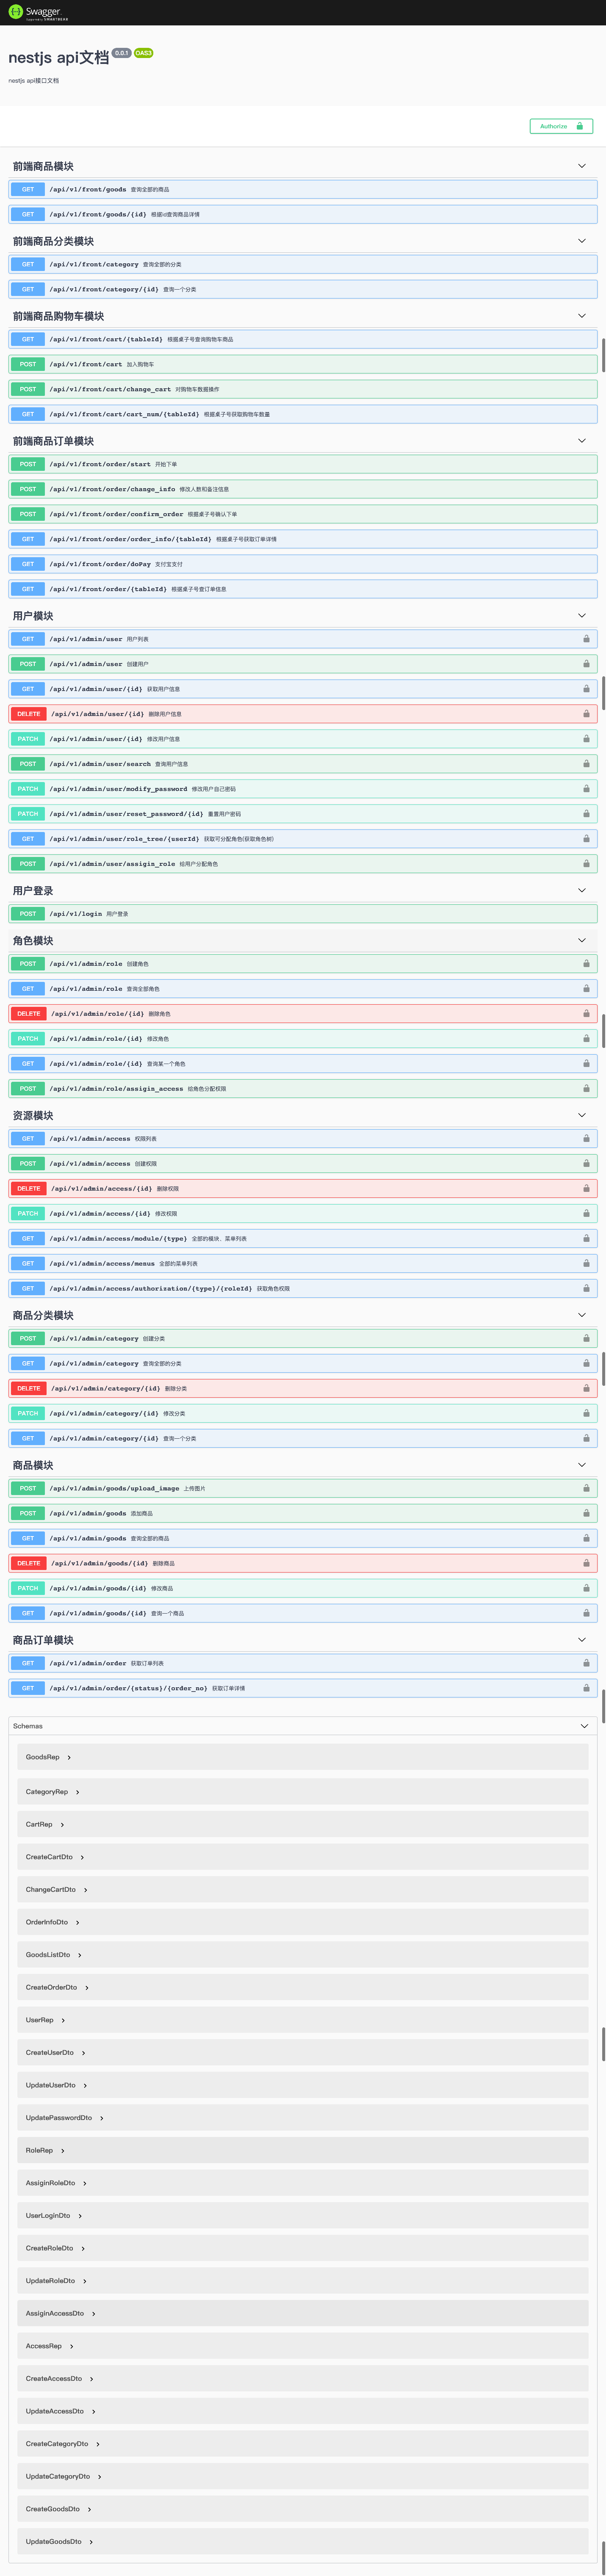 Swagger.
Supported by SMARTBEAR
nestjs api文档 0.0.1 OAS3
nestjs api接口文档
Authorize
前端商品模块
GET /api/v1/front/goods 查询全部的商品
GET /api/v1/front/goods/{id} 根据id查询商品详情
前端商品分类模块
GET /api/v1/front/category 查询全部的分类
GET /api/v1/front/category/{id} 查询一个分类
前端商品购物车模块
GET /api/v1/front/cart/{tableId} 根据桌子号查询购物车商品
POST /api/v1/front/cart 加入购物车
POST /api/v1/front/cart/change_cart 对购物车数据操作
GET /api/v1/front/cart/cart_num/{tableId} 根据桌子号获取购物车数量
前端商品订单模块
POST /api/v1/front/order/start 开始下单
POST /api/v1/front/order/change_info 修改人数和备注信息
POST /api/v1/front/order/confirm_order 根据桌子号确认下单
GET /api/v1/front/order/order_info/{tableId} 根据桌子号获取订单详情
GET /api/v1/front/order/doPay 支付宝支付
GET /api/v1/front/order/{tableId} 根据桌子号查订单信息
用户模块
GET /api/v1/admin/user 用户列表
POST /api/v1/admin/user 创建用户
GET /api/v1/admin/user/{id} 获取用户信息
DELETE /api/v1/admin/user/{id} 删除用户信息
PATCH /api/v1/admin/user/{id} 修改用户信息
POST /api/v1/admin/user/search 查询用户信息
PATCH /api/v1/admin/user/modify_password 修改用户自己密码
PATCH /api/v1/admin/user/reset_password/{id} 重置用户密码
GET /api/v1/admin/user/role_tree/{userId} 获取可分配角色(获取角色树)
POST /api/v1/admin/user/assigin_role 给用户分配角色
用户登录
POST /api/v1/login 用户登录
角色模块
POST /api/v1/admin/role 创建角色
GET /api/v1/admin/role 查询全部角色
DELETE /api/v1/admin/role/{id} 删除角色
PATCH /api/v1/admin/role/{id} 修改角色
GET /api/v1/admin/role/{id} 查询某一个角色
POST /api/v1/admin/role/assigin_access 给角色分配权限
资源模块
GET /api/v1/admin/access 权限列表
POST /api/v1/admin/access 创建权限
DELETE /api/v1/admin/access/{id} 删除权限
PATCH /api/v1/admin/access/{id} 修改权限
GET /api/v1/admin/access/module/{type} 全部的模块、菜单列表
GET /api/v1/admin/access/menus 全部的菜单列表
GET /api/v1/admin/access/authorization/{type}/{roleId} 获取角色权限
商品分类模块
POST /api/v1/admin/category 创建分类
GET /api/v1/admin/category 查询全部的分类
DELETE /api/v1/admin/category/{id} 删除分类
PATCH /api/v1/admin/category/{id} 修改分类
GET /api/v1/admin/category/{id} 查询一个分类
商品模块
POST /api/v1/admin/goods/upload_image 上传图片
POST /api/v1/admin/goods 添加商品
GET /api/v1/admin/goods 查询全部的商品
DELETE /api/v1/admin/goods/{id} 删除商品
PATCH /api/v1/admin/goods/{id} 修改商品
GET /api/v1/admin/goods/{id} 查询一个商品
商品订单模块
GET /api/v1/admin/order 获取订单列表
GET /api/v1/admin/order/{status}/{order_no} 获取订单详情
Schemas
GoodsRep
CategoryRep
CartRep
CreateCartDto
ChangeCartDto
OrderInfoDto
GoodsListDto
CreateOrderDto
UserRep
CreateUserDto
UpdateUserDto
UpdatePasswordDto
RoleRep
AssiginRoleDto
UserLoginDto
CreateRoleDto
UpdateRoleDto
AssiginAccessDto
AccessRep
CreateAccessDto
UpdateAccessDto
CreateCategoryDto
UpdateCategoryDto
CreateGoodsDto
UpdateGoodsDto